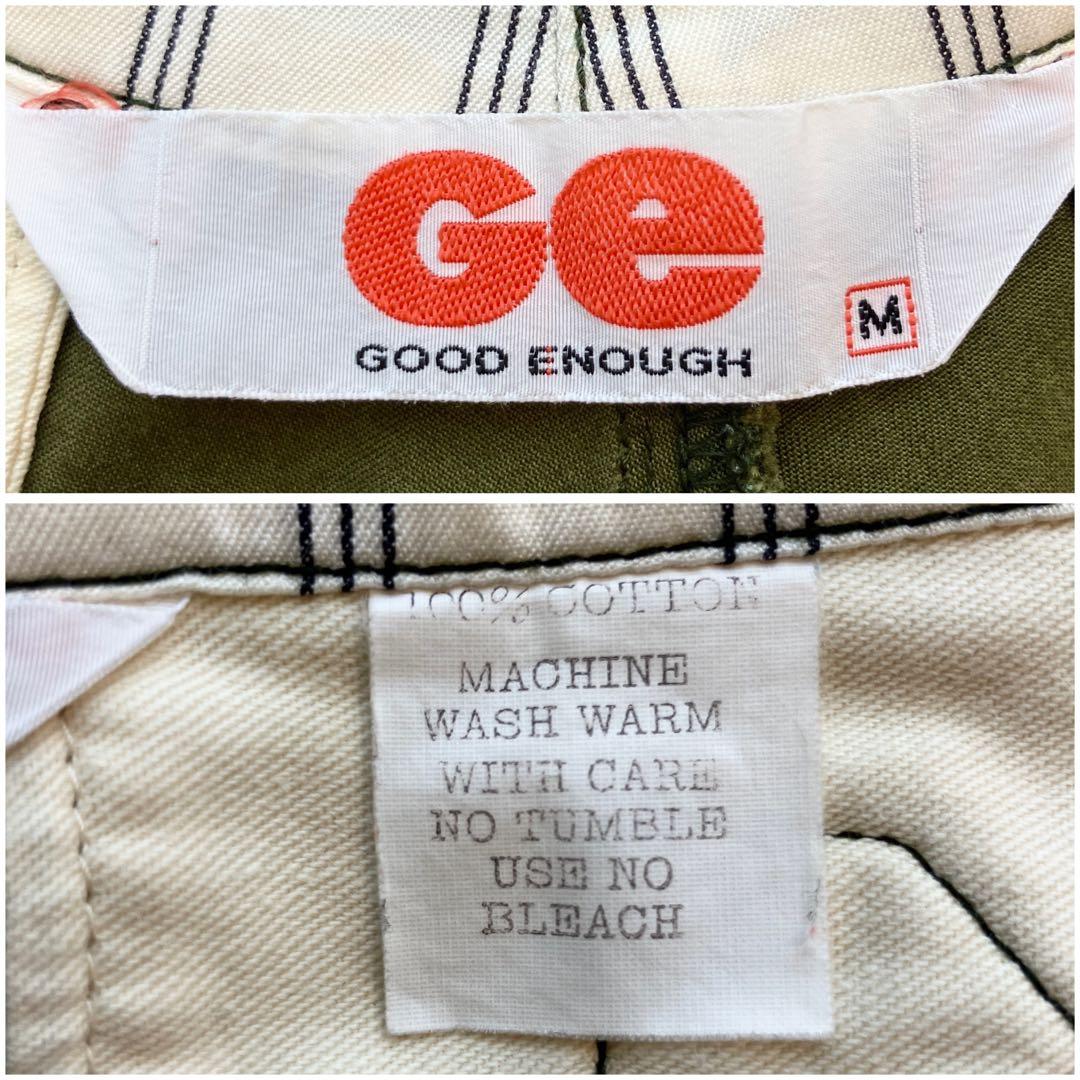 Ge
M
GOOD ENOUGH
100% COTTON
MACHINE
WASH WARM
WITH CARE
NO TUMBLE
USE NO
BLEACH